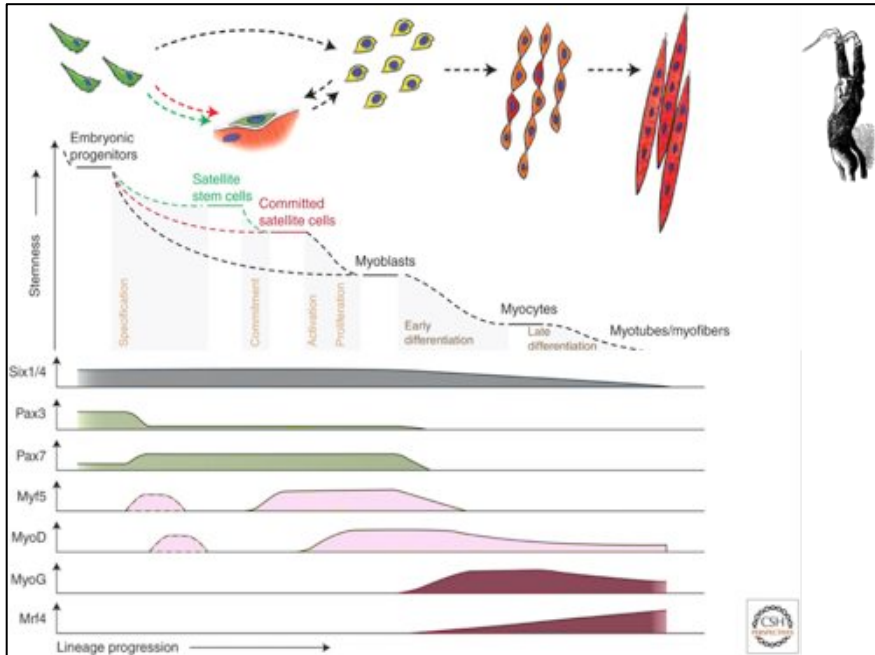 Embryonic
progenitors
Satellite
stem cells
Committed
satellite cells
Myoblasts
Myocytes
Myotubes/myofibers
Stemness
Specification
Commitment
Activation
Proliferation
Early
differentiation
Late
differentiation
Six1/4
Pax3
Pax7
Myf5
MyoD
MyoG
Mrf4
Lineage progression
CSH